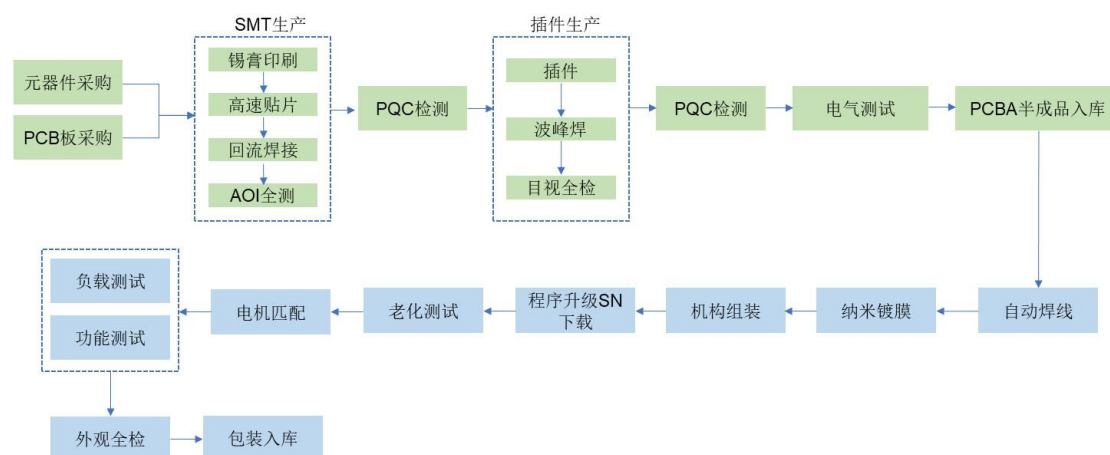 SMT生产
插件生产
元器件采购
PCB板采购
锡膏印刷
高速贴片
回流焊接
AOI全测
PQC检测
插件
波峰焊
目视全检
PQC检测
电气测试
PCBA半成品入库
自动焊线
纳米镀膜
机构组装
程序升级SN
下载
老化测试
电机匹配
负载测试
功能测试
外观全检
包装入库